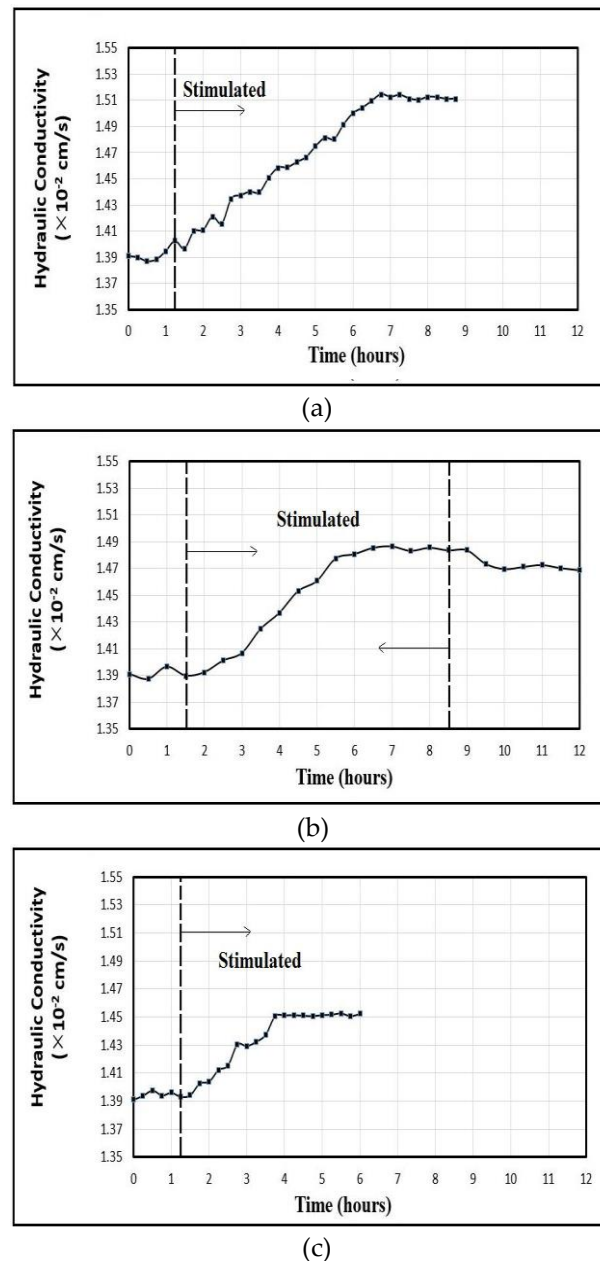 1.55
1.53
1.51
1.49
1.47
1.45
1.43
1.41
1.39
1.37
1.35
Hydraulic Conductivity
(×10⁻² cm/s)
Stimulated
0 1 2 3 4 5 6 7 8 9 10 11 12
Time (hours)
(a)
1.55
1.53
1.51
1.49
1.47
1.45
1.43
1.41
1.39
1.37
1.35
Hydraulic Conductivity
(×10⁻² cm/s)
Stimulated
0 1 2 3 4 5 6 7 8 9 10 11 12
Time (hours)
(b)
1.55
1.53
1.51
1.49
1.47
1.45
1.43
1.41
1.39
1.37
1.35
Hydraulic Conductivity
(×10⁻² cm/s)
Stimulated
0 1 2 3 4 5 6 7 8 9 10 11 12
Time (hours)
(c)